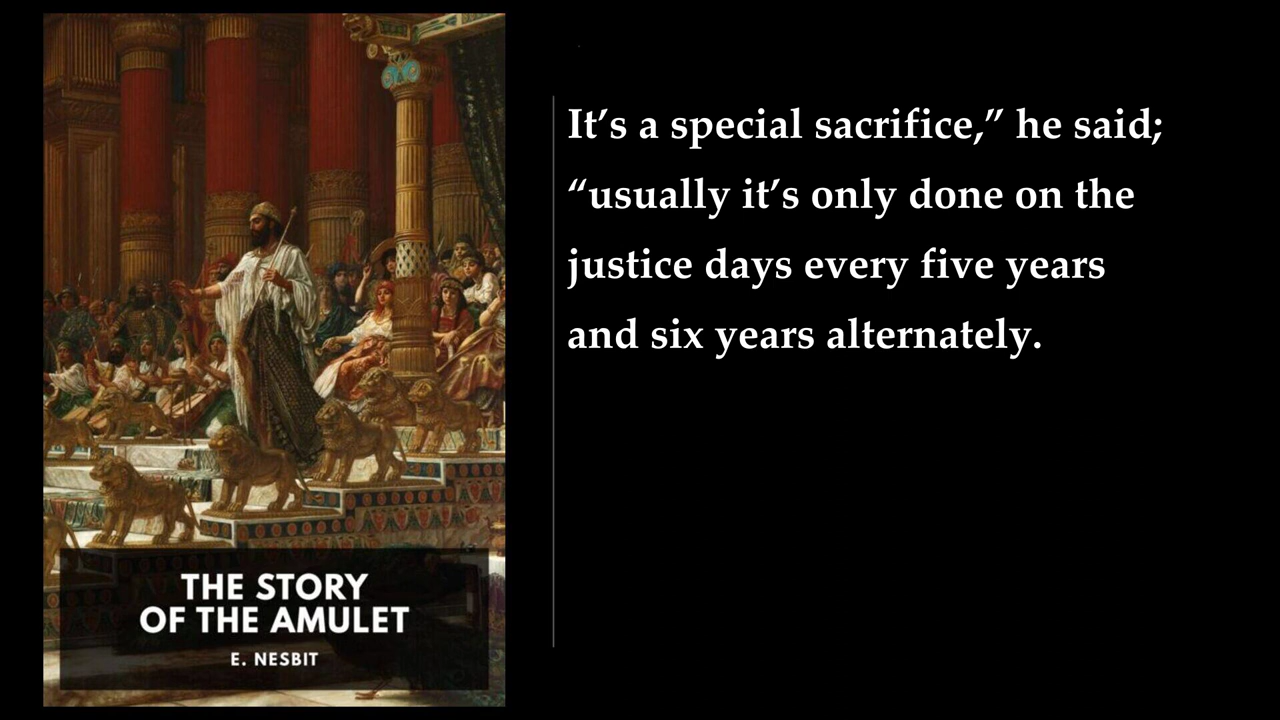 It’s a special sacrifice,” he said;
“usually it’s only done on the
justice days every five years
and six years alternately.
THE STORY
OF THE AMULET
E. NESBIT